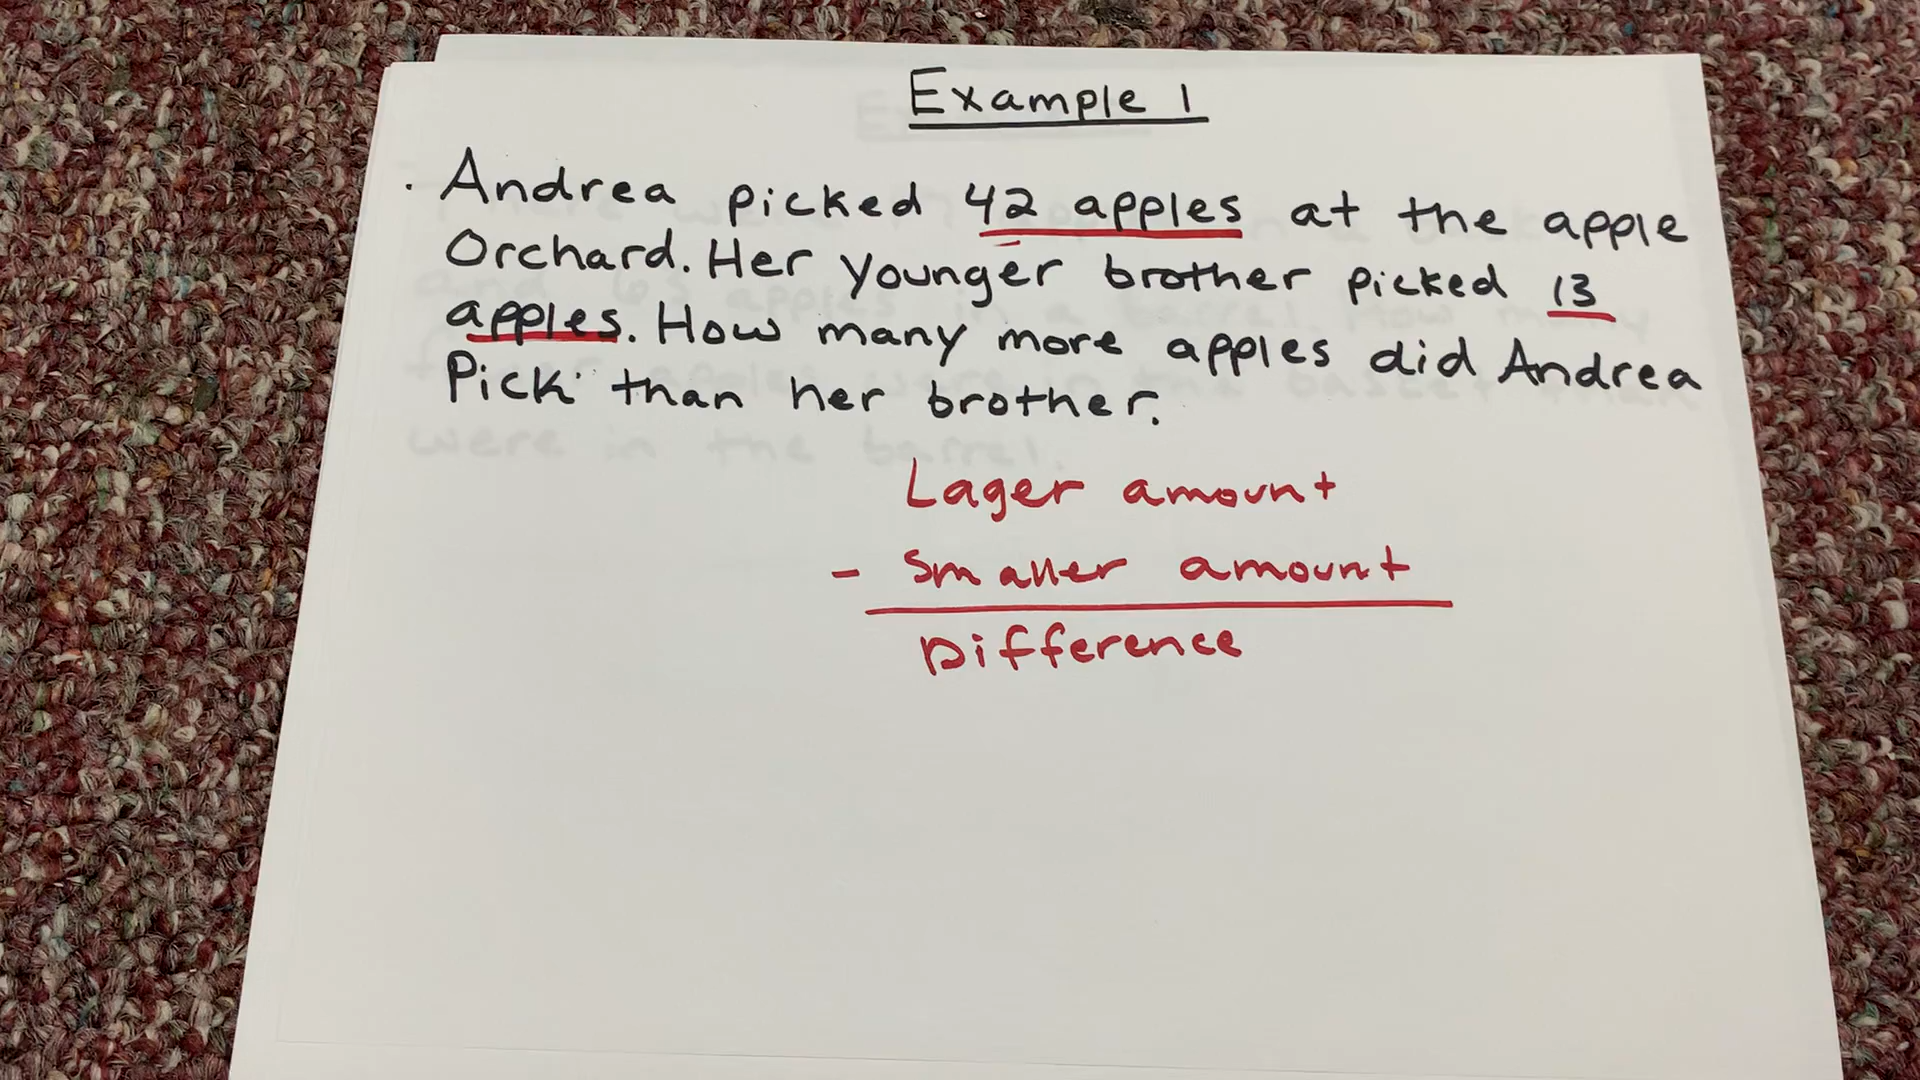 Example 1
. Andrea picked 42 apples at the apple
Orchard. Her younger brother picked 13
apples. How many more apples did Andrea
Pick than her brother.
Lager amount
- Smaller amount
Difference